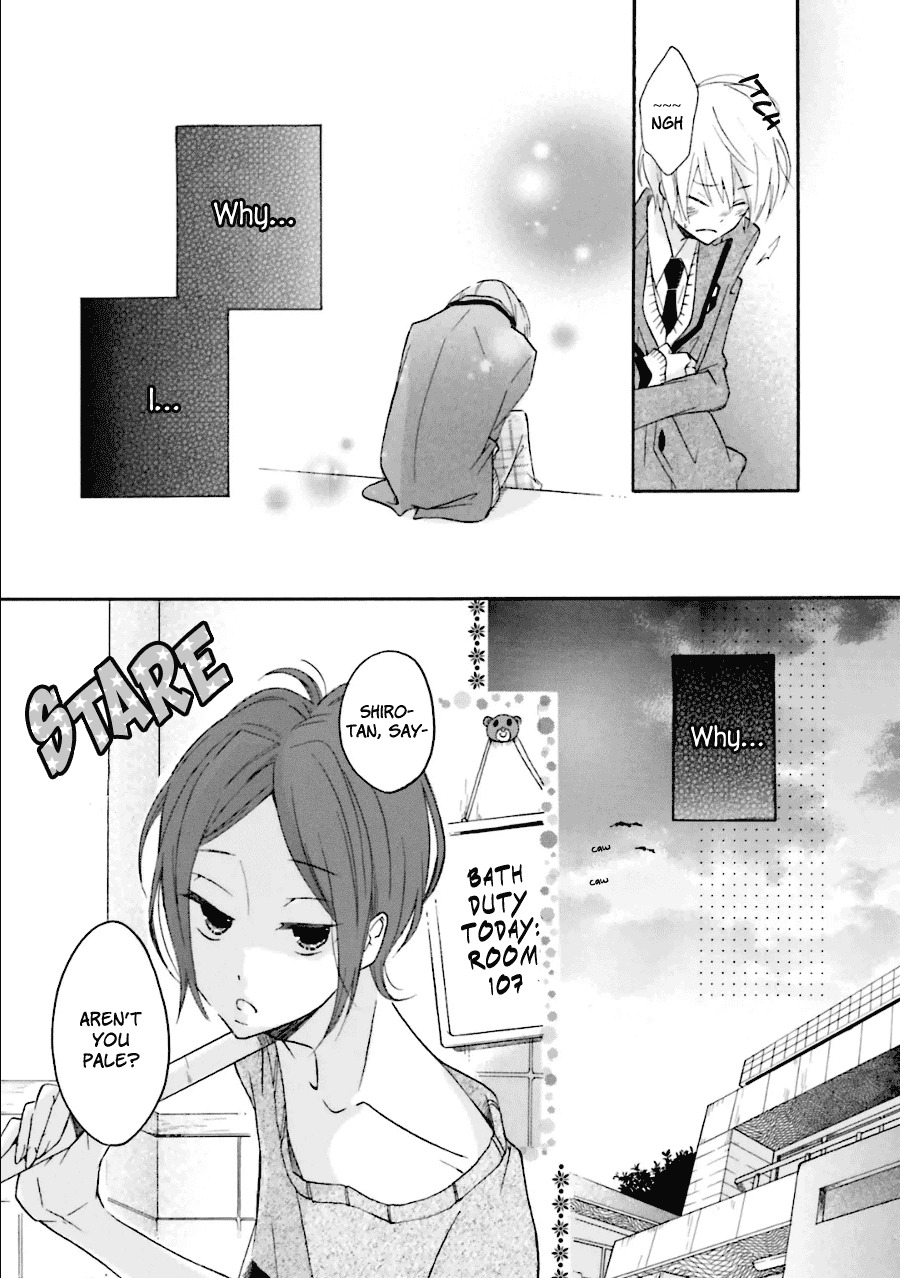 ITCH
~~~
NGH
Why...
I...
Why...
caw
caw
STARE
SHIRO-
TAN, SAY-
BATH
DUTY
TODAY:
ROOM
107
AREN'T
YOU
PALE?